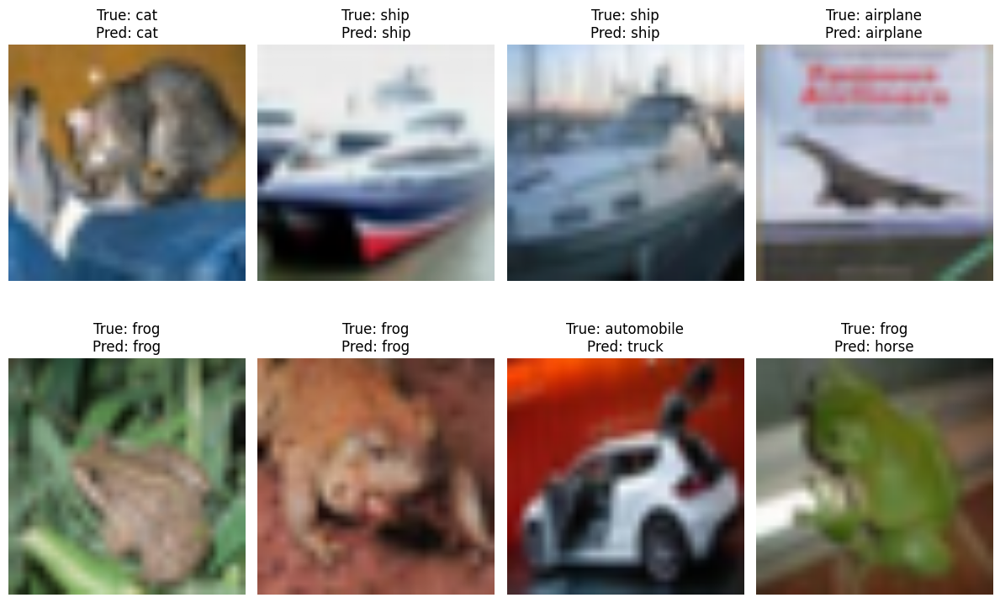 True: cat
Pred: cat
True: ship
Pred: ship
True: ship
Pred: ship
True: airplane
Pred: airplane
True: frog
Pred: frog
True: frog
Pred: frog
True: automobile
Pred: truck
True: frog
Pred: horse